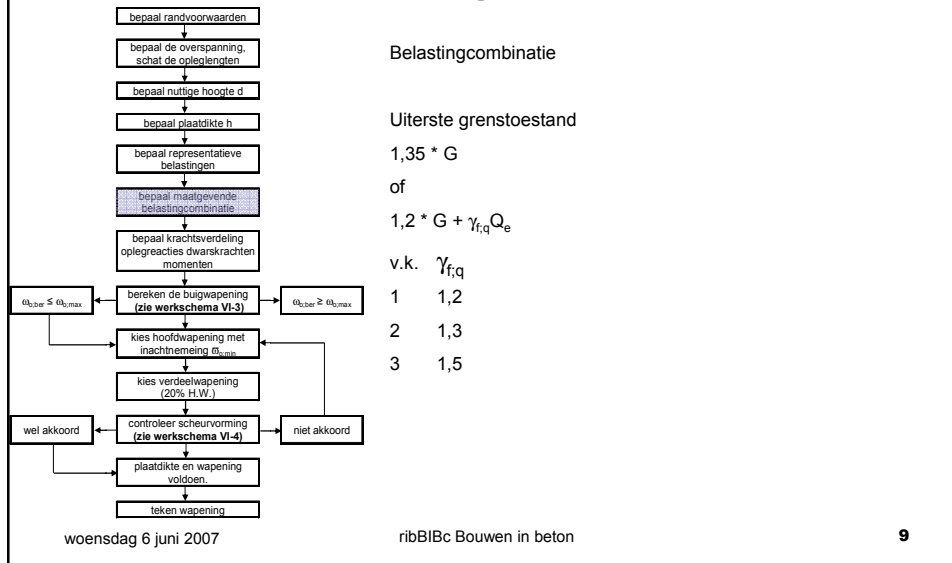 bepaal randvoorwaarden
bepaal de overspanning,
schat de opleglengten
bepaal nuttige hoogte d
bepaal plaatdikte h
bepaal representatieve
belastingen
bepaal maatgevende
belastingcombinatie
bepaal krachtsverdeling
oplegreacties dwarskrachten
momenten
ω₀;ber ≤ ω₀;max
bereken de buigwapening
(zie werkschema VI-3)
ω₀;ber ≥ ω₀;max
kies hoofdwapening met
inachtnemeing ϖ₀;min
kies verdeelwapening
(20% H.W.)
wel akkoord
controleer scheurvorming
(zie werkschema VI-4)
niet akkoord
plaatdikte en wapening
voldoen.
teken wapening
Belastingcombinatie
Uiterste grenstoestand
1,35 * G
of
1,2 * G + γf;qQe
v.k. γf;q
1 1,2
2 1,3
3 1,5
woensdag 6 juni 2007
ribBIBc Bouwen in beton
9